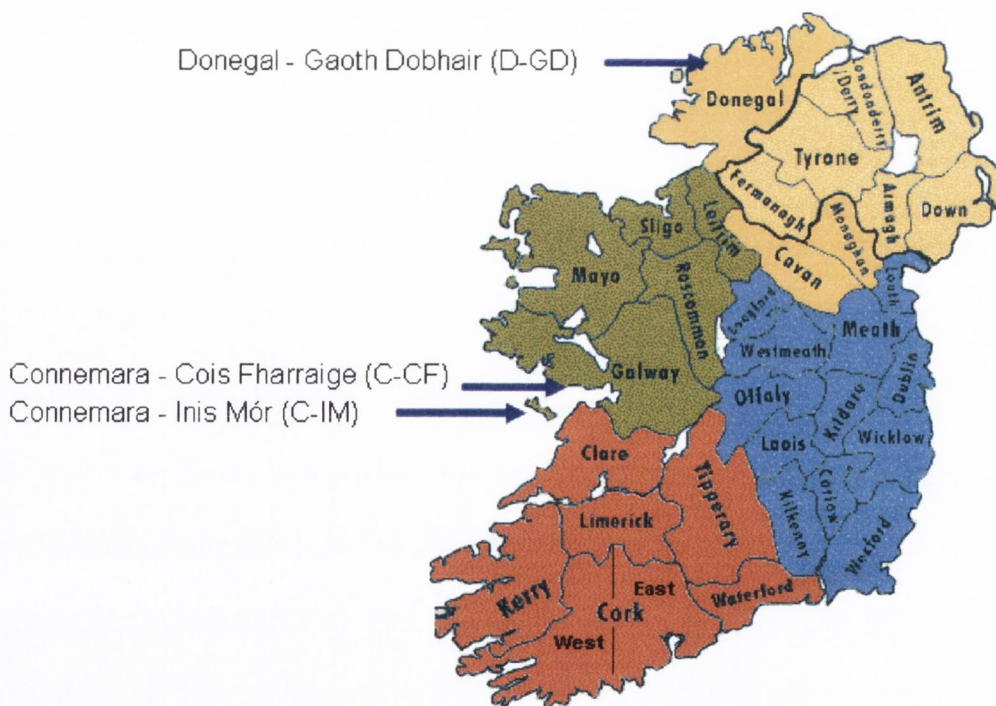 Donegal - Gaoth Dobhair (D-GD)
Donegal
Londonderry
/Derry
Antrim
Tyrone
Fermanagh
Armagh
Down
Monaghan
Cavan
Sligo
Leitrim
Mayo
Roscommon
Louth
Longford
Meath
Westmeath
Connemara - Cois Fharraige (C-CF)
Galway
Dublin
Offaly
Kildare
Connemara - Inis Mór (C-IM)
Laois
Wicklow
Clare
Tipperary
Carlow
Kilkenny
Limerick
Wexford
Kerry
East
Waterford
Cork
West